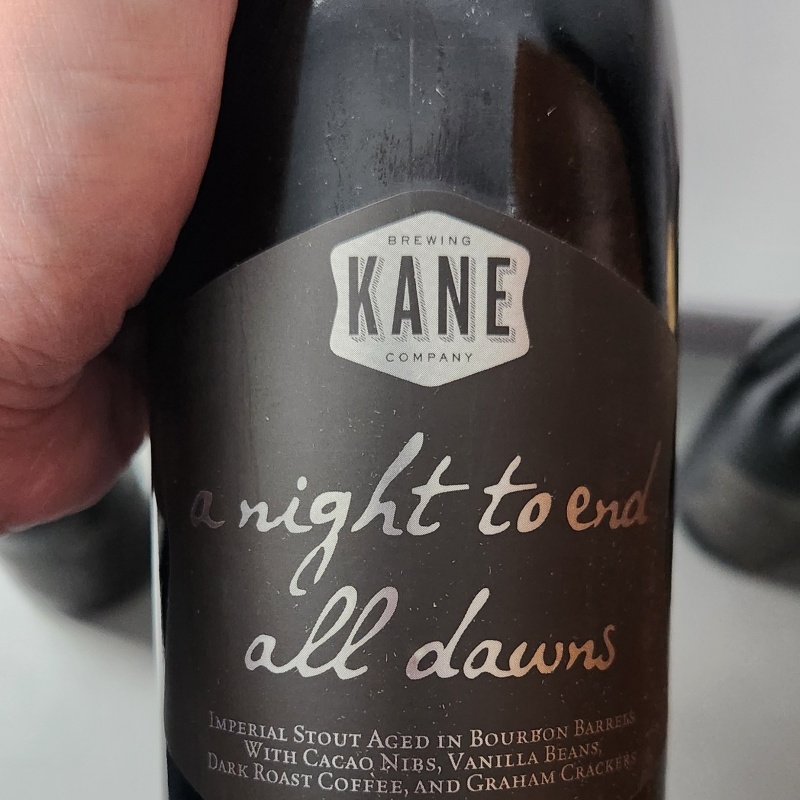 BREWING
KANE
COMPANY
a night to end
all dawns
IMPERIAL STOUT AGED IN BOURBON BARRELS
WITH CACAO NIBS, VANILLA BEANS,
DARK ROAST COFFEE, AND GRAHAM CRACKERS